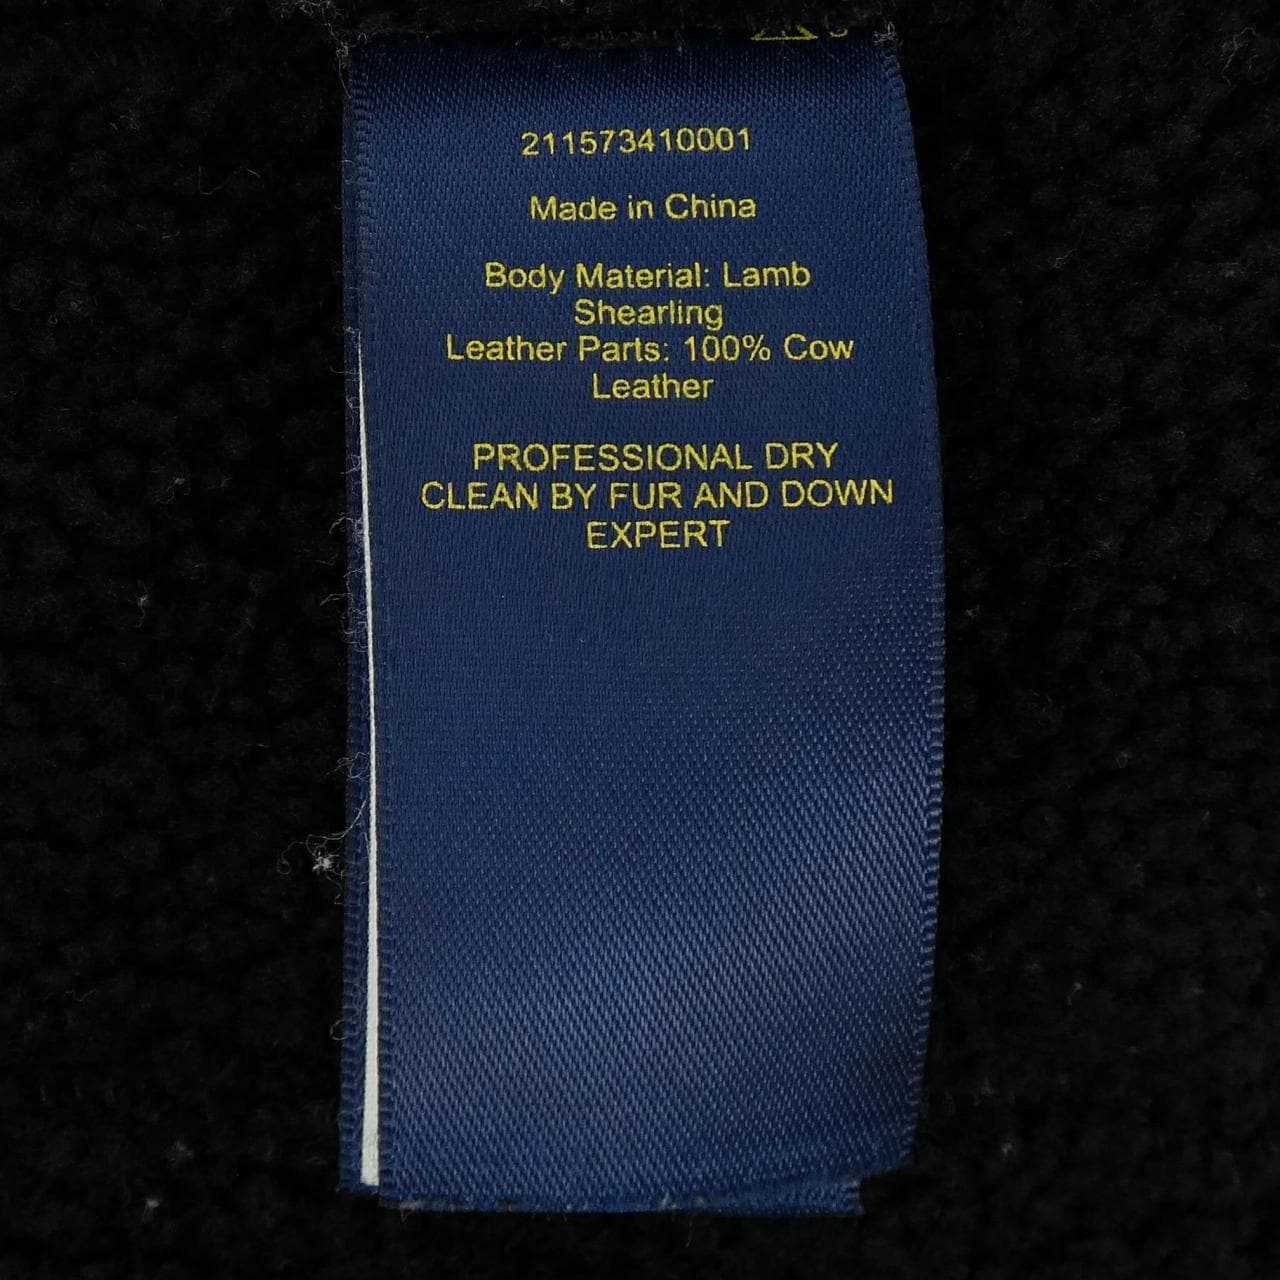 211573410001
Made in China
Body Material: Lamb
Shearling
Leather Parts: 100% Cow
Leather
PROFESSIONAL DRY
CLEAN BY FUR AND DOWN
EXPERT